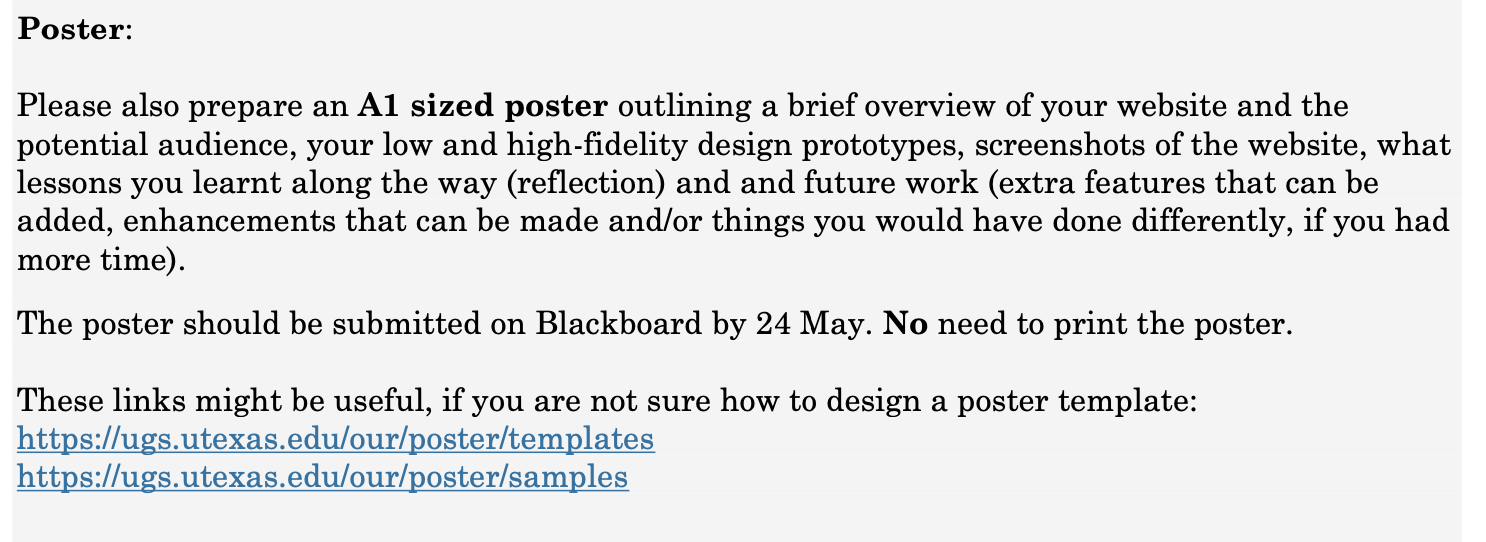 Poster:
Please also prepare an A1 sized poster outlining a brief overview of your website and the
potential audience, your low and high-fidelity design prototypes, screenshots of the website, what
lessons you learnt along the way (reflection) and and future work (extra features that can be
added, enhancements that can be made and/or things you would have done differently, if you had
more time).
The poster should be submitted on Blackboard by 24 May. No need to print the poster.
These links might be useful, if you are not sure how to design a poster template:
https://ugs.utexas.edu/our/poster/templates
https://ugs.utexas.edu/our/poster/samples